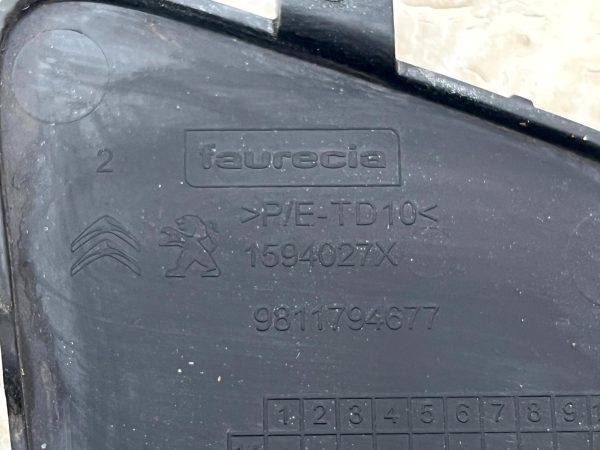 faurecia
2
>P/E-TD10<
1594027X
9811794677
1 2 3 4 5 6 7 8 9